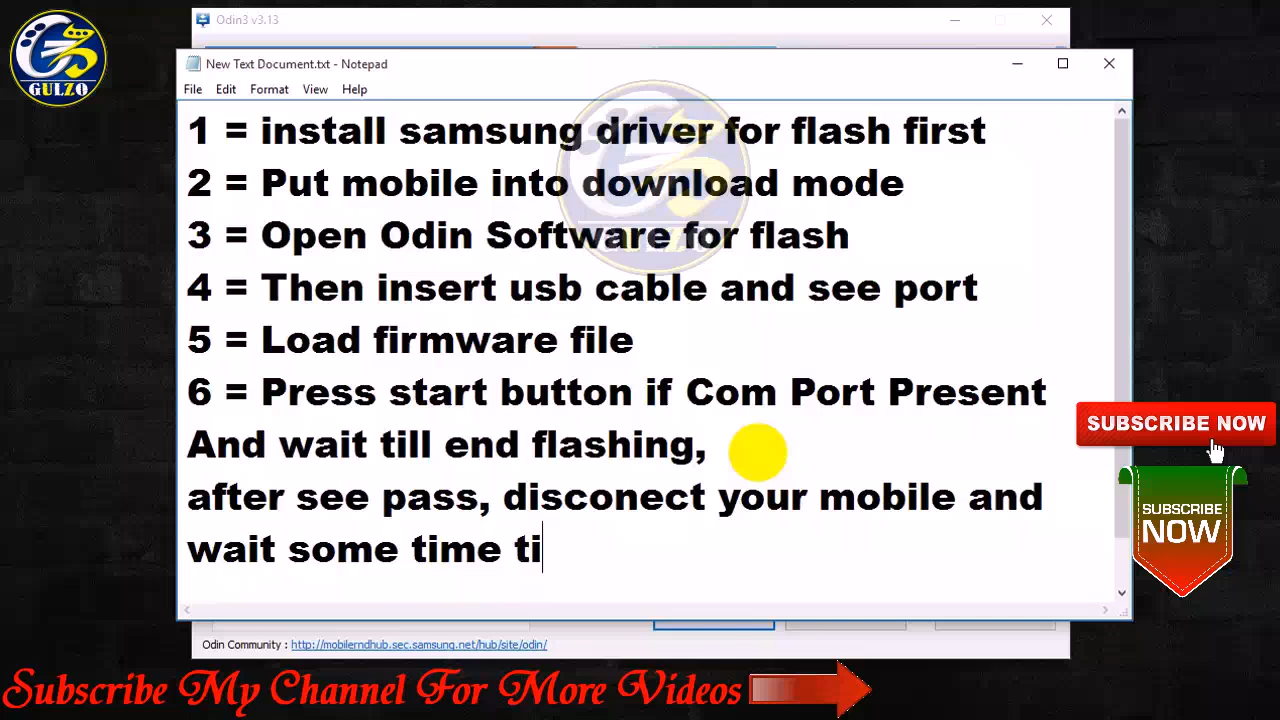 Odin3 v3.13
GULZO
New Text Document.txt - Notepad
File Edit Format View Help
1 = install samsung driver for flash first
2 = Put mobile into download mode
3 = Open Odin Software for flash
4 = Then insert usb cable and see port
5 = Load firmware file
6 = Press start button if Com Port Present
And wait till end flashing,
after see pass, disconect your mobile and
wait some time ti
GULZO
SUBSCRIBE NOW
SUBSCRIBE
NOW
Odin Community : http://mobilerndhub.sec.samsung.net/hub/site/odin/
Subscribe My Channel For More Videos